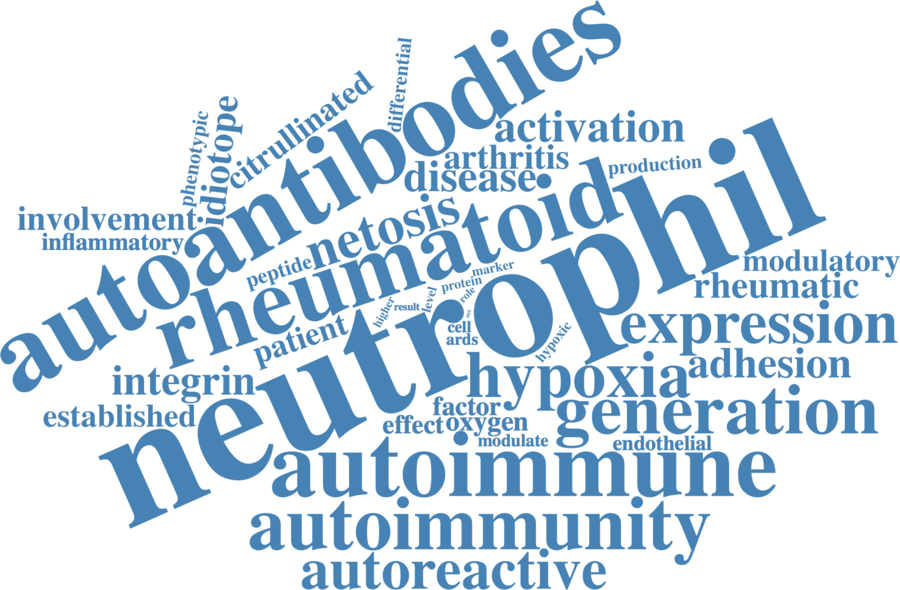 differential
autoantibodies
citrullinated
phenotypic
idiotope
activation
arthritis
production
disease
involvement
inflammatory
netosis
rheumatoid
peptide
neutrophil
modulatory
rheumatic
marker
protein
role
level
higher
result
net
cell
ards
hypoxic
patient
expression
integrin
hypoxia
adhesion
established
factor
generation
effect
oxygen
modulate
endothelial
autoimmune
autoimmunity
autoreactive